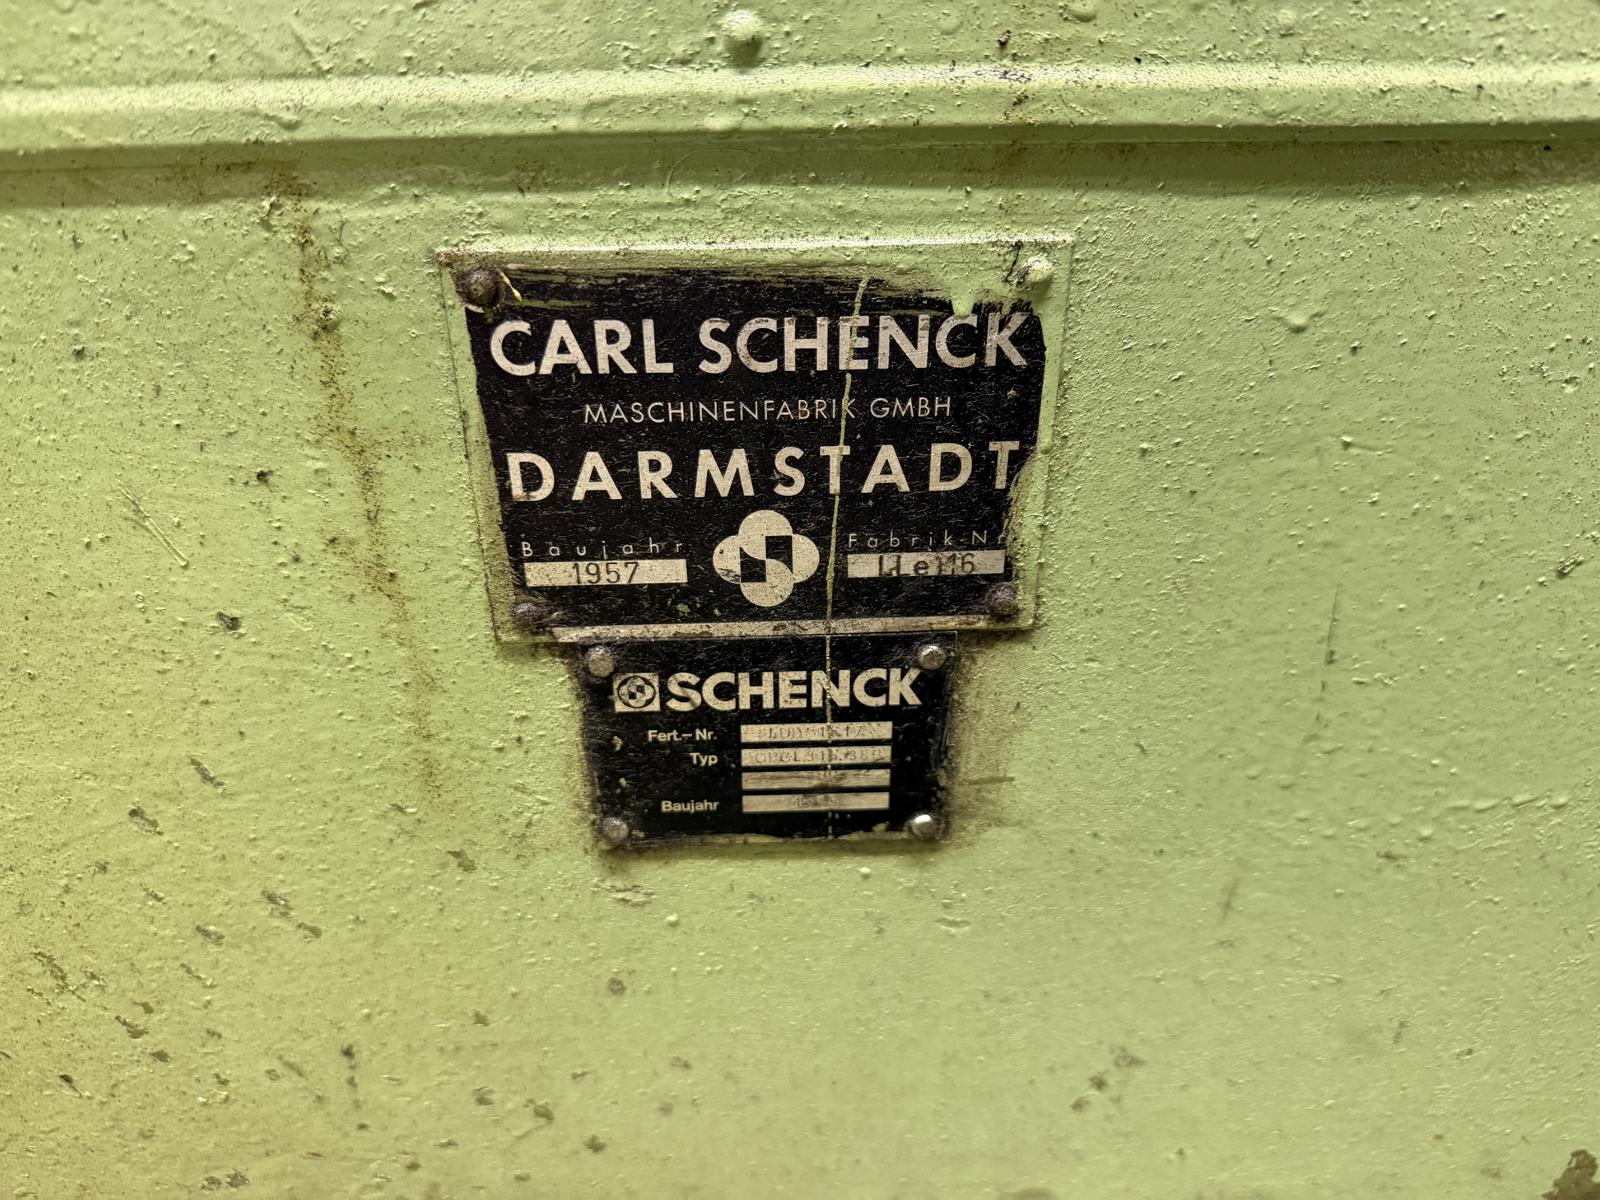 CARL SCHENCK
MASCHINENFABRIK GMBH
DARMSTADT
Baujahr
1957
Fabrik-Nr
SCHENCK
Fert.-Nr.
Typ
Baujahr